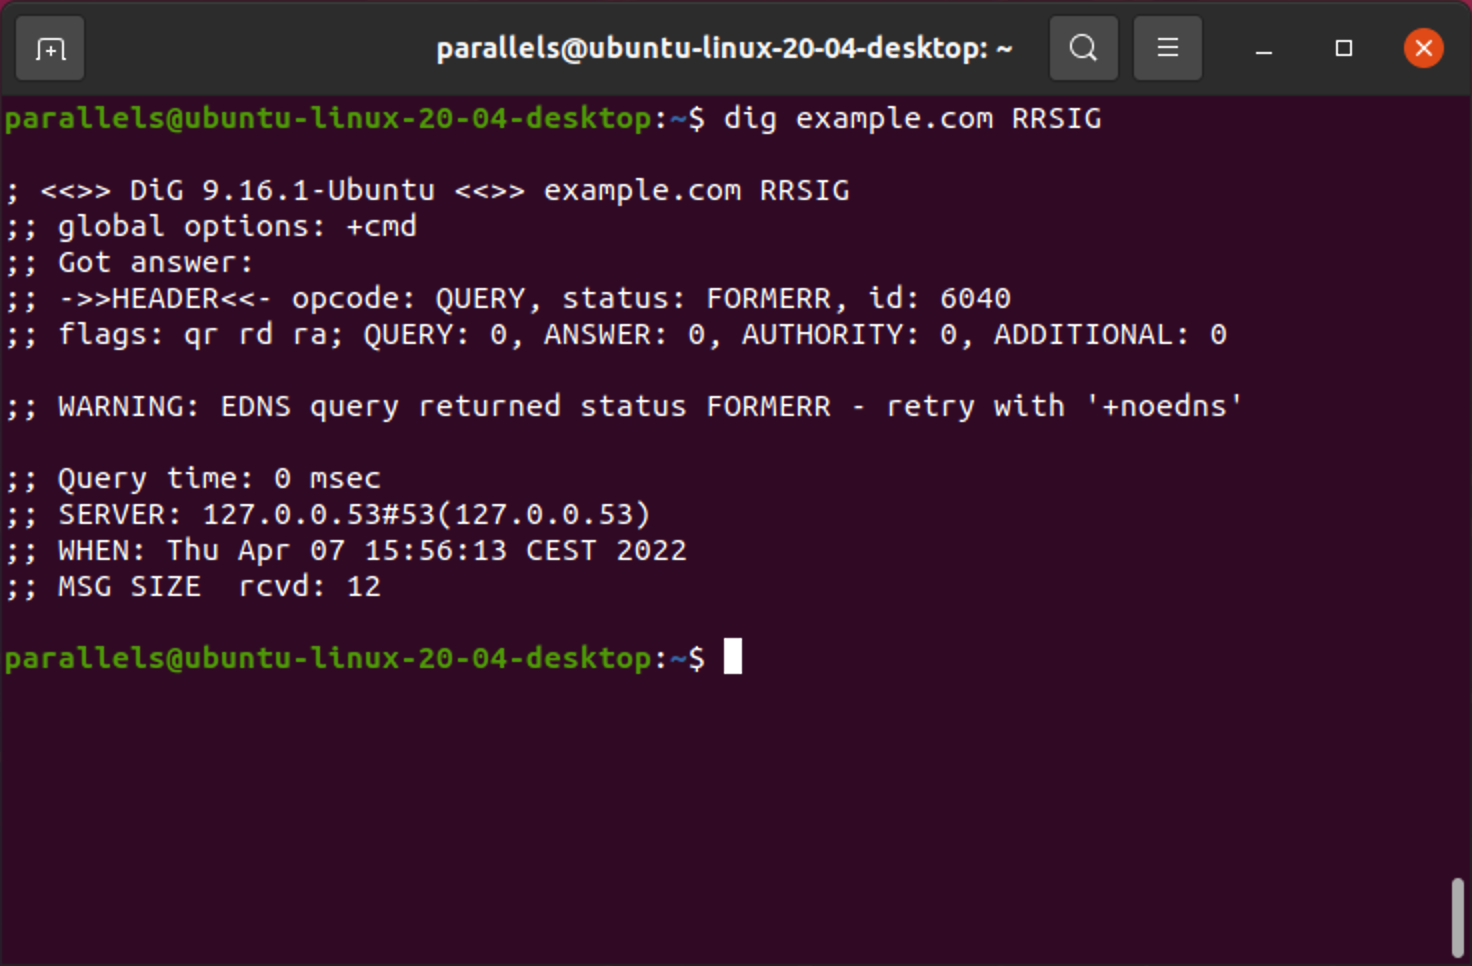 parallels@ubuntu-linux-20-04-desktop: ~
parallels@ubuntu-linux-20-04-desktop:~$ dig example.com RRSIG
; <<>> DiG 9.16.1-Ubuntu <<>> example.com RRSIG
;; global options: +cmd
;; Got answer:
;; ->>HEADER<<- opcode: QUERY, status: FORMERR, id: 6040
;; flags: qr rd ra; QUERY: 0, ANSWER: 0, AUTHORITY: 0, ADDITIONAL: 0
;; WARNING: EDNS query returned status FORMERR - retry with '+noedns'
;; Query time: 0 msec
;; SERVER: 127.0.0.53#53(127.0.0.53)
;; WHEN: Thu Apr 07 15:56:13 CEST 2022
;; MSG SIZE  rcvd: 12
parallels@ubuntu-linux-20-04-desktop:~$